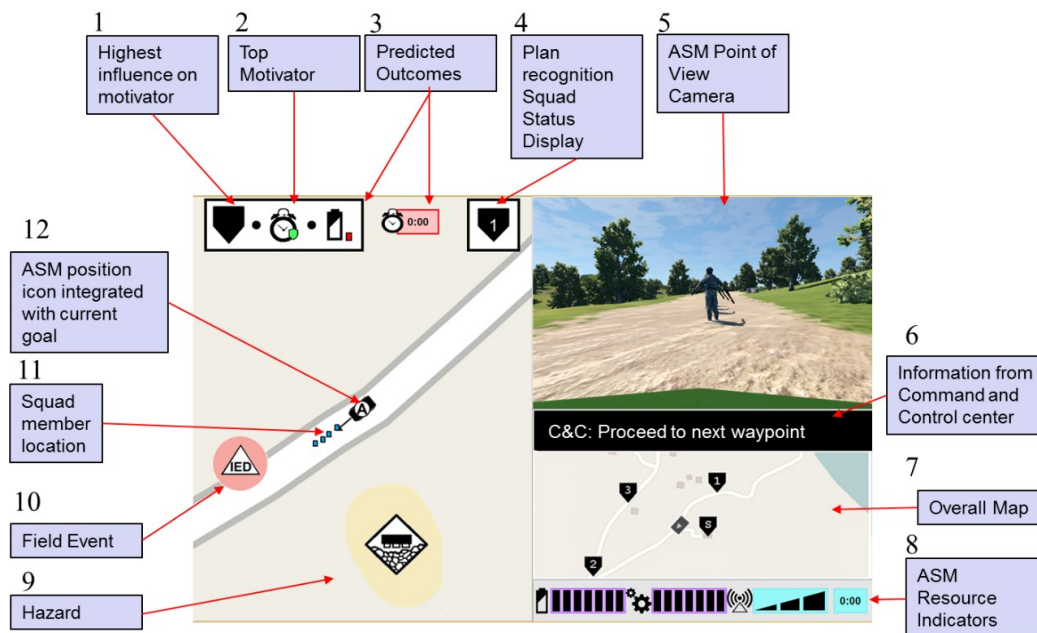 1
Highest
influence on
motivator
2
Top
Motivator
3
Predicted
Outcomes
4
Plan
recognition
Squad
Status
Display
5
ASM Point of
View
Camera
0:00
1
12
ASM position
icon integrated
with current
goal
11
Squad
member
location
A
IED
10
Field Event
9
Hazard
6
Information from
Command and
Control center
C&C: Proceed to next waypoint
3
1
S
2
7
Overall Map
8
ASM
Resource
Indicators
0:00